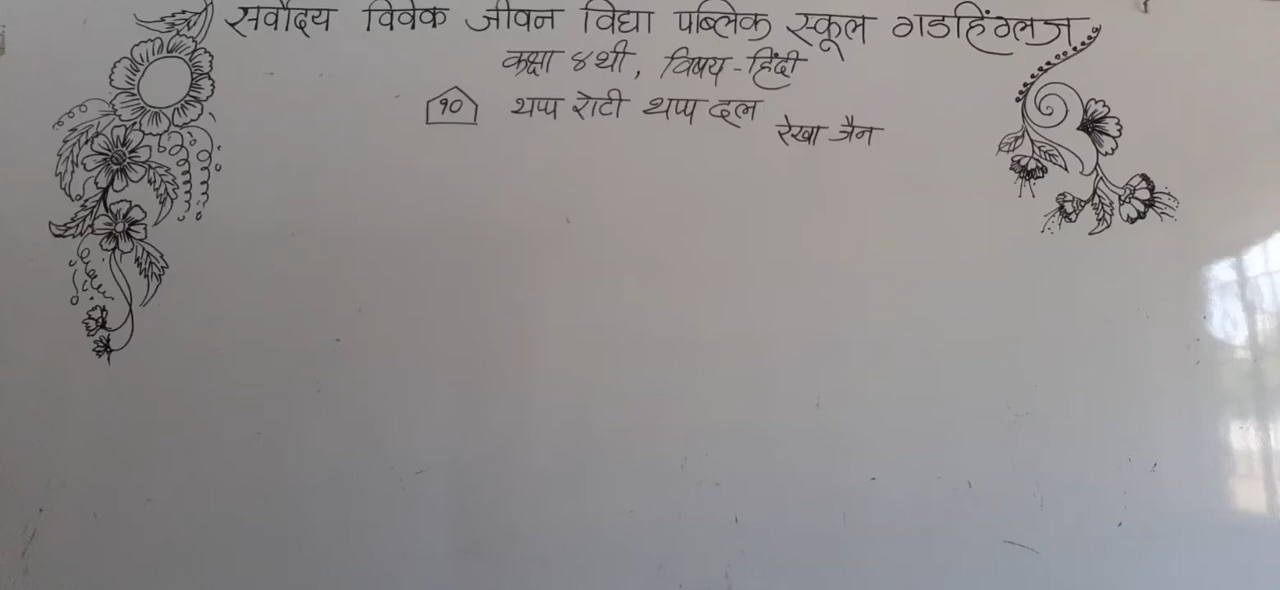 सर्वोदय विवेक जीवन विद्या पब्लिक स्कूल गडहिंग्लज
कक्षा ४थी, विषय - हिंदी
१० थप्प रोटी थप्प दाल
रेखा जैन